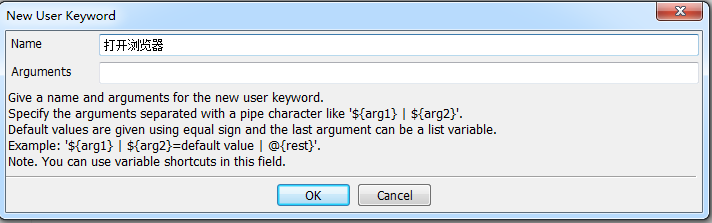 New User Keyword
Name 打开浏览器
Arguments
Give a name and arguments for the new user keyword.
Specify the arguments separated with a pipe character like '${arg1} | ${arg2}'.
Default values are given using equal sign and the last argument can be a list variable.
Example: '${arg1} | ${arg2}=default value | @{rest}'.
Note. You can use variable shortcuts in this field.
OK Cancel